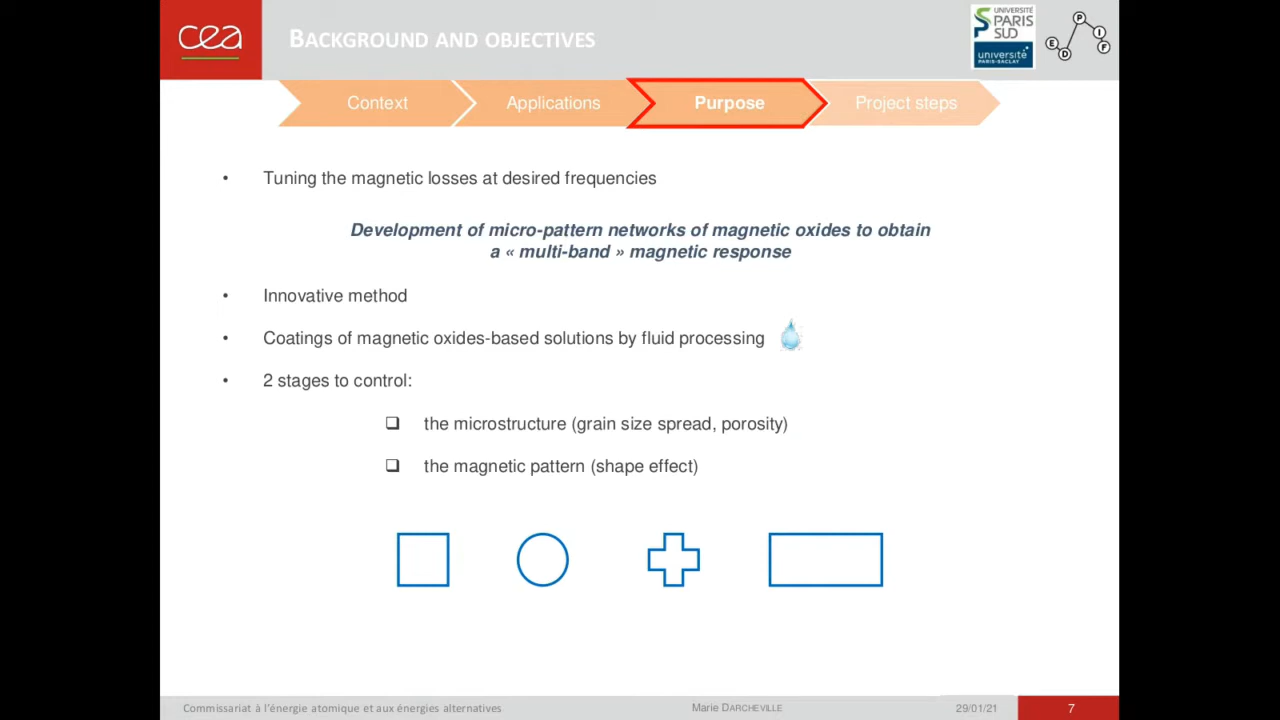 cea
BACKGROUND AND OBJECTIVES
UNIVERSITÉ
PARIS
SUD
université
PARIS-SACLAY
P
I
E
D
F
Context
Applications
Purpose
Project steps
• Tuning the magnetic losses at desired frequencies
Development of micro-pattern networks of magnetic oxides to obtain
a « multi-band » magnetic response
• Innovative method
• Coatings of magnetic oxides-based solutions by fluid processing
• 2 stages to control:
❑ the microstructure (grain size spread, porosity)
❑ the magnetic pattern (shape effect)
Commissariat à l'énergie atomique et aux énergies alternatives
Marie DARCHEVILLE
29/01/21
7